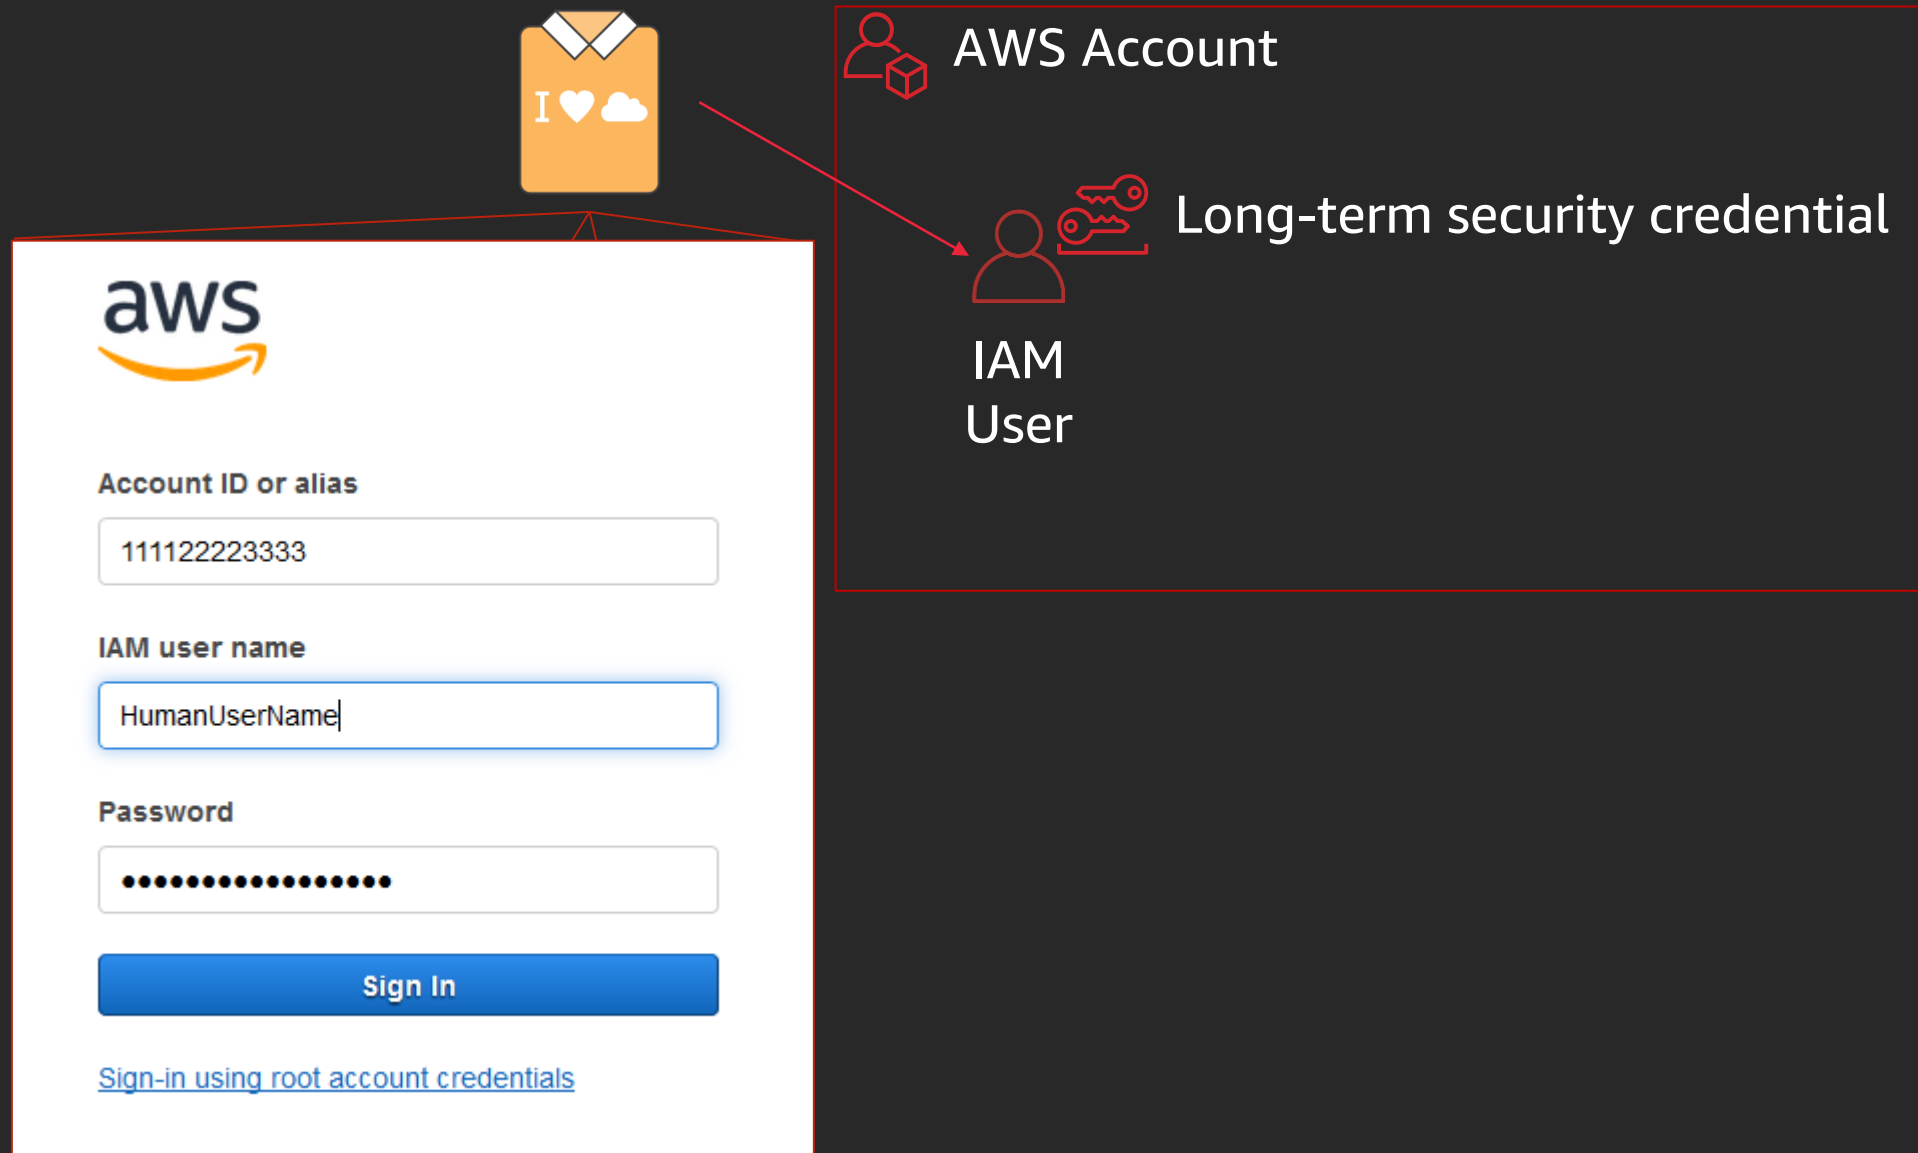 I
AWS Account
Long-term security credential
IAM
User
aws
Account ID or alias
111122223333
IAM user name
HumanUserName
Password
•••••••••••••••••
Sign In
Sign-in using root account credentials